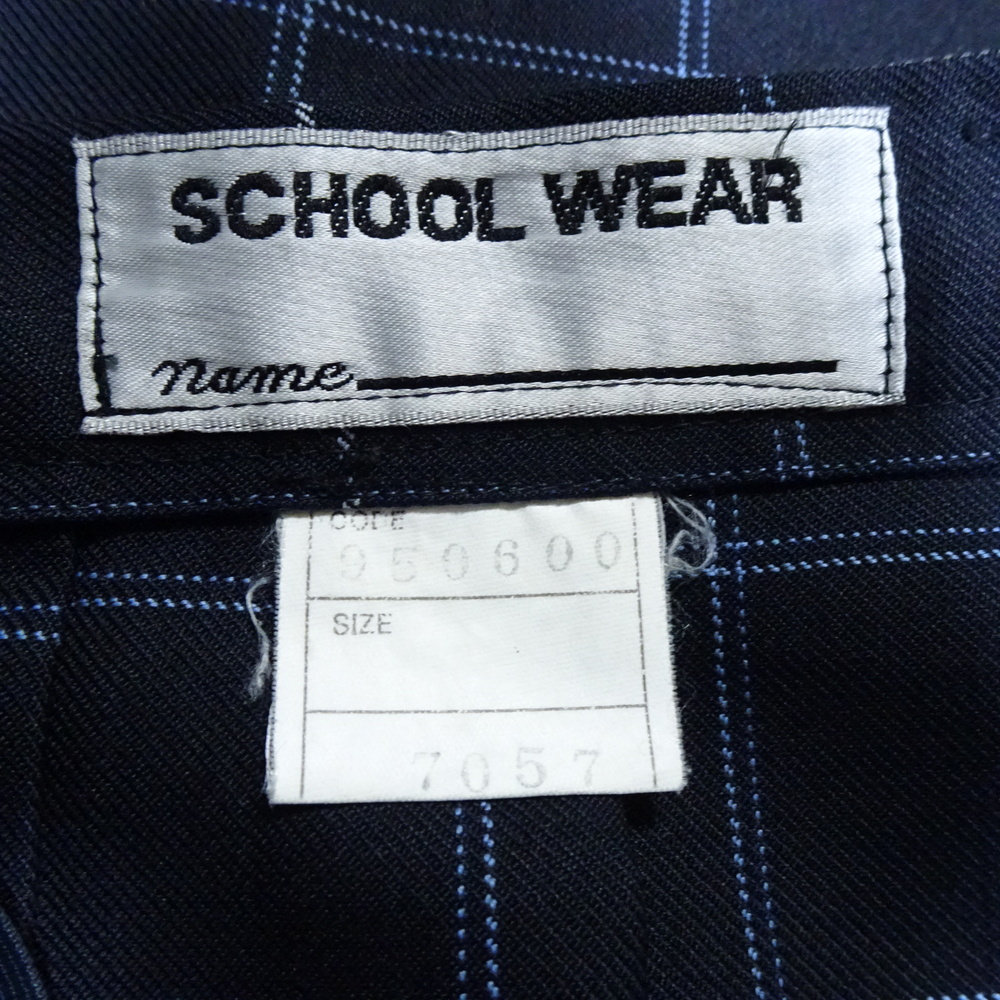 SCHOOL WEAR
name
CODE
950600
SIZE
7057